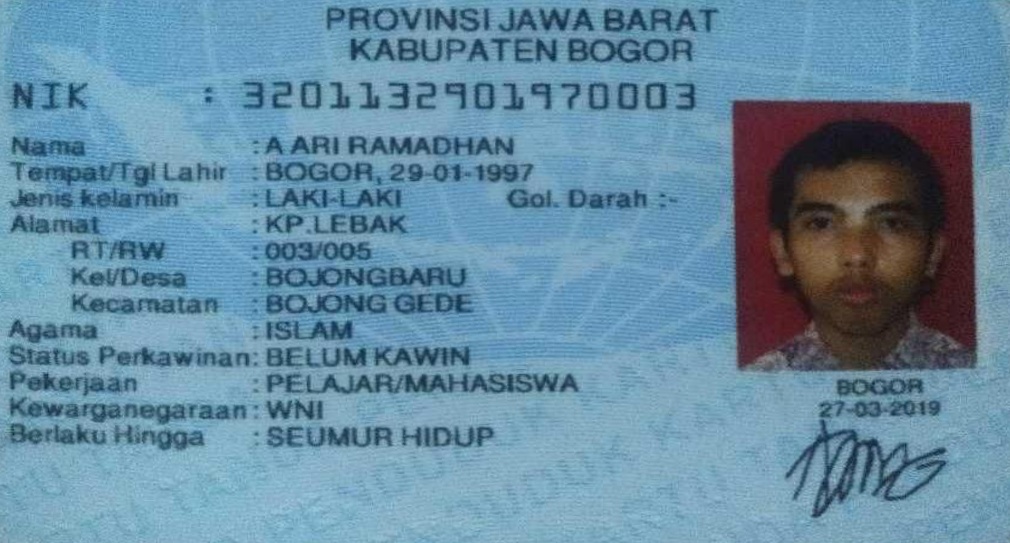 PROVINSI JAWA BARAT
KABUPATEN BOGOR
NIK : 3201132901970003
Nama : A ARI RAMADHAN
Tempat/Tgl Lahir : BOGOR, 29-01-1997
Jenis kelamin : LAKI-LAKI Gol. Darah :-
Alamat : KP.LEBAK
RT/RW : 003/005
Kel/Desa : BOJONGBARU
Kecamatan : BOJONG GEDE
Agama : ISLAM
Status Perkawinan: BELUM KAWIN
Pekerjaan : PELAJAR/MAHASISWA
Kewarganegaraan: WNI
Berlaku Hingga : SEUMUR HIDUP
BOGOR
27-03-2019